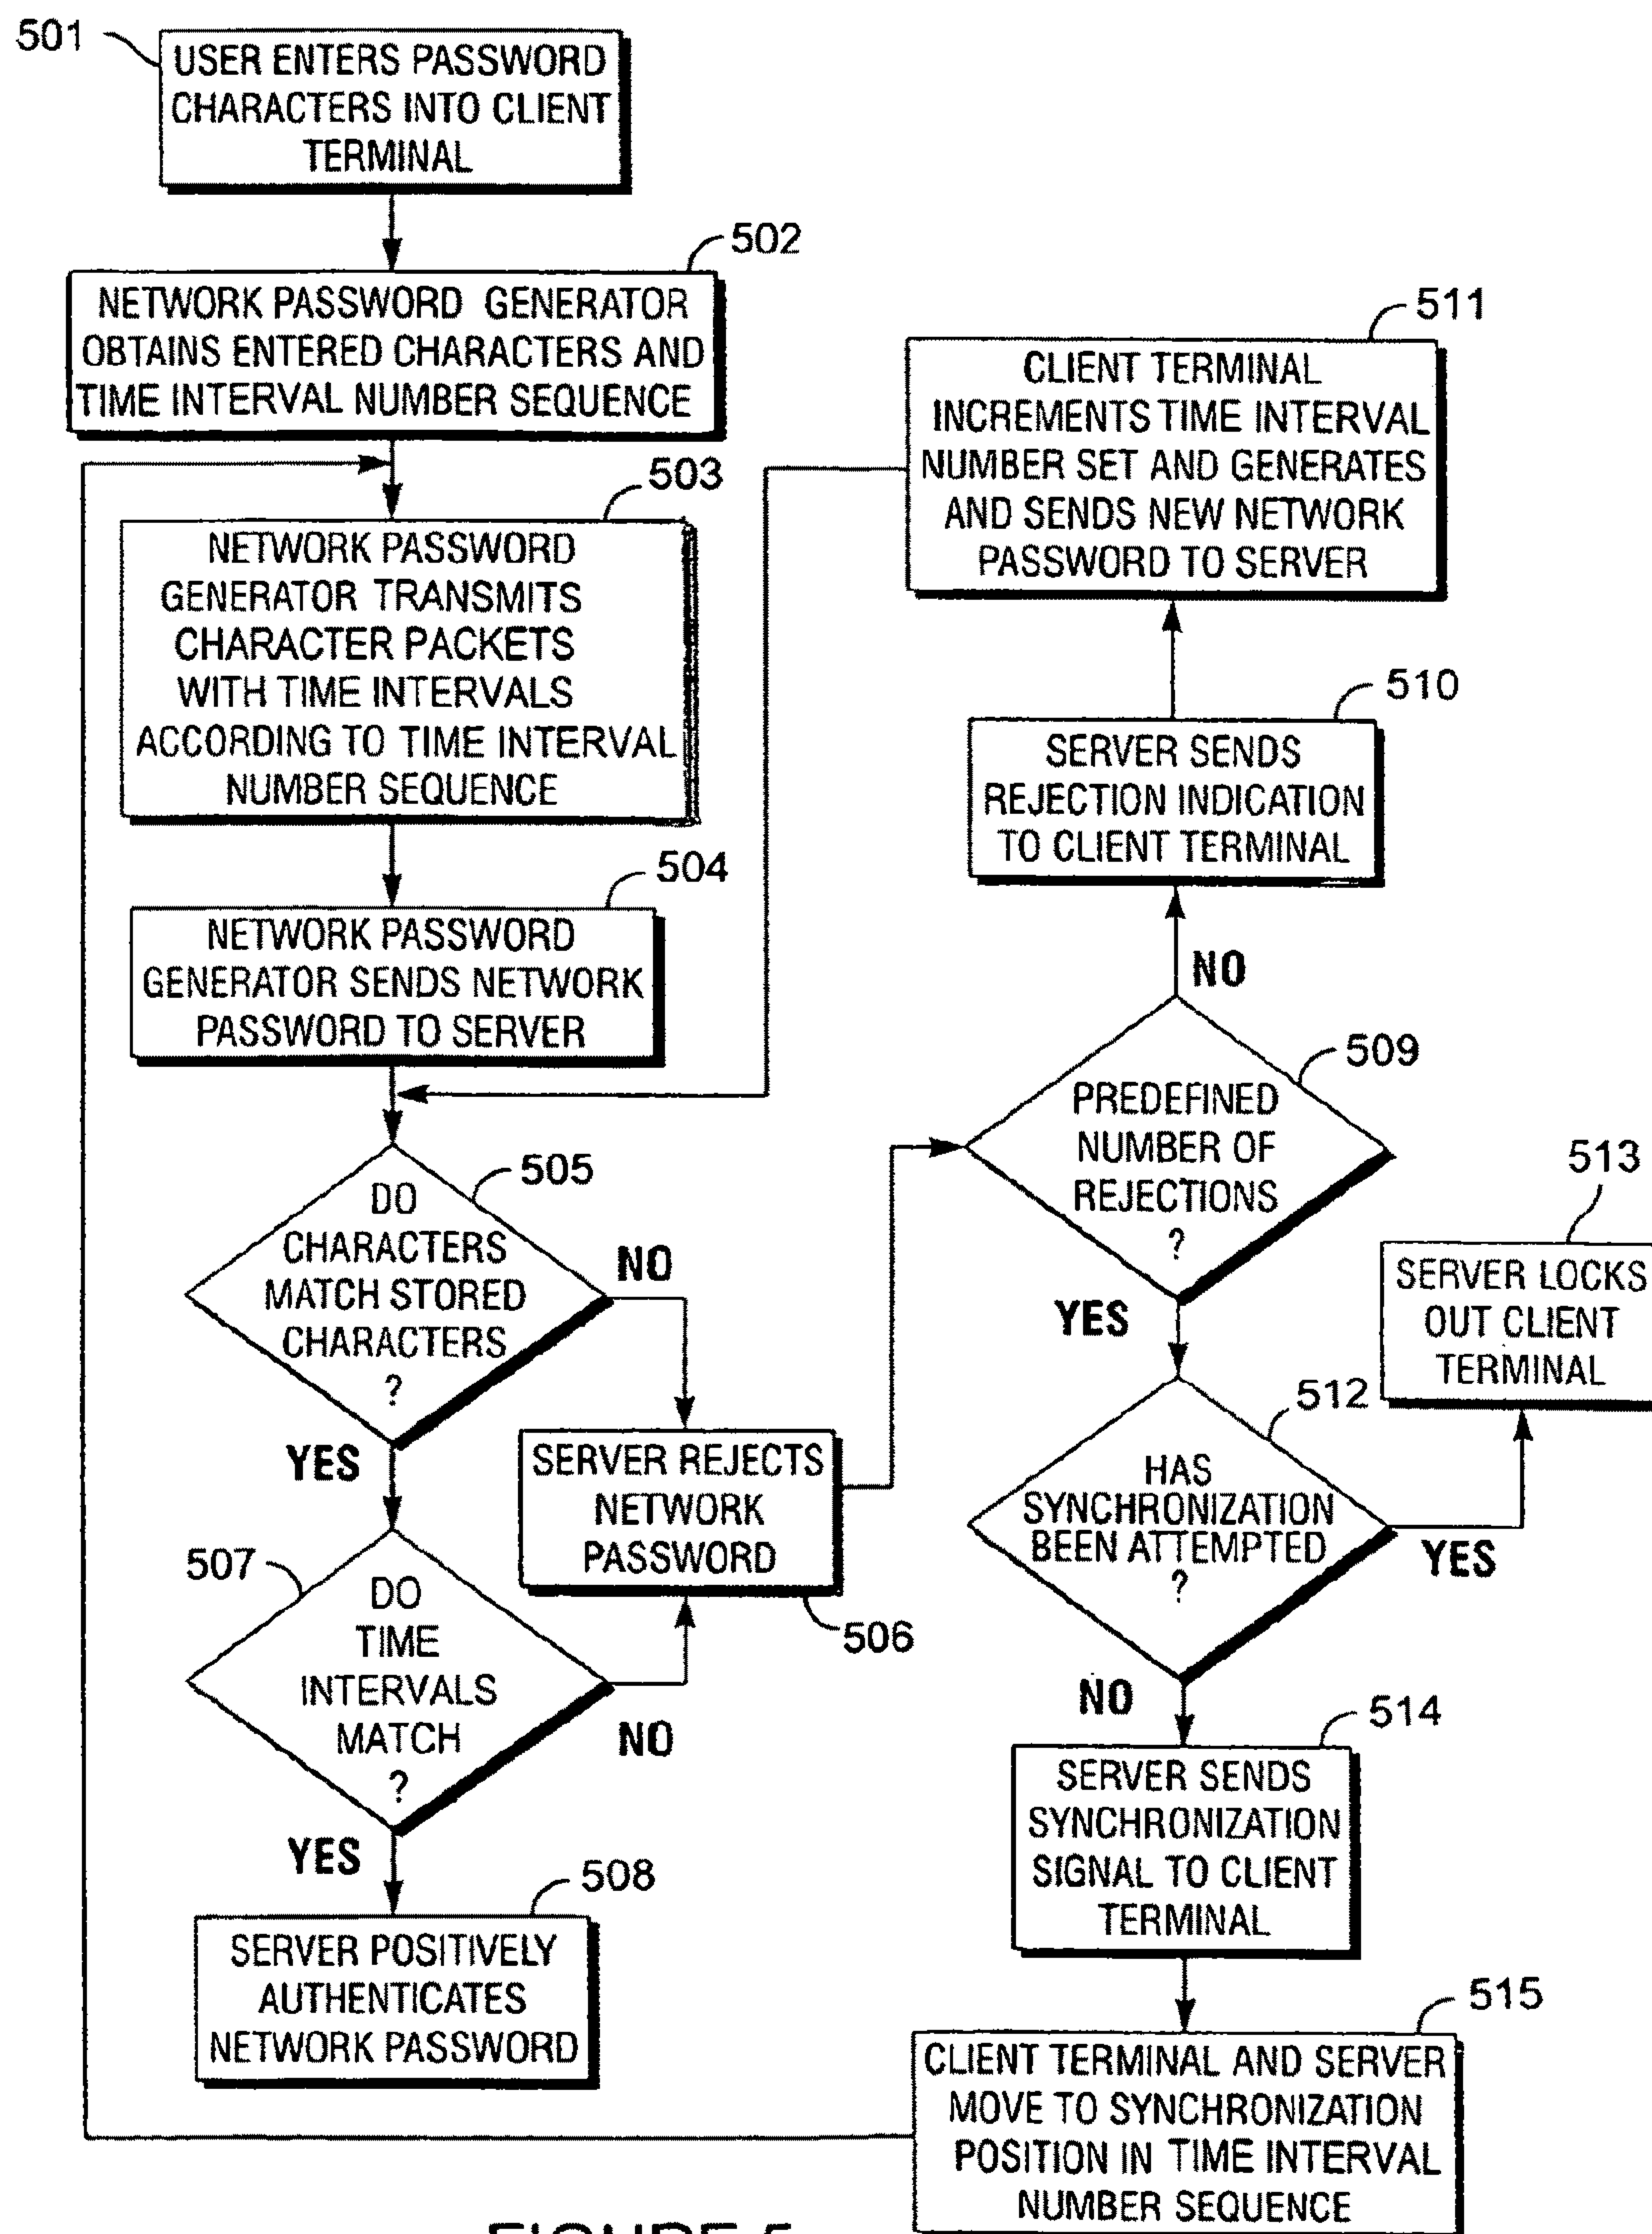 501
USER ENTERS PASSWORD
CHARACTERS INTO CLIENT
TERMINAL
502
NETWORK PASSWORD GENERATOR
OBTAINS ENTERED CHARACTERS AND
TIME INTERVAL NUMBER SEQUENCE
503
NETWORK PASSWORD
GENERATOR TRANSMITS
CHARACTER PACKETS
WITH TIME INTERVALS
ACCORDING TO TIME INTERVAL
NUMBER SEQUENCE
504
NETWORK PASSWORD
GENERATOR SENDS NETWORK
PASSWORD TO SERVER
505
DO
CHARACTERS
MATCH STORED
CHARACTERS
?
NO
YES
SERVER REJECTS
NETWORK
PASSWORD
506
507
DO
TIME
INTERVALS
MATCH
?
NO
YES
508
SERVER POSITIVELY
AUTHENTICATES
NETWORK PASSWORD
511
CLIENT TERMINAL
INCREMENTS TIME INTERVAL
NUMBER SET AND GENERATES
AND SENDS NEW NETWORK
PASSWORD TO SERVER
510
SERVER SENDS
REJECTION INDICATION
TO CLIENT TERMINAL
NO
509
PREDEFINED
NUMBER OF
REJECTIONS
?
YES
513
SERVER LOCKS
OUT CLIENT
TERMINAL
512
HAS
SYNCHRONIZATION
BEEN ATTEMPTED
?
YES
NO
514
SERVER SENDS
SYNCHRONIZATION
SIGNAL TO CLIENT
TERMINAL
515
CLIENT TERMINAL AND SERVER
MOVE TO SYNCHRONIZATION
POSITION IN TIME INTERVAL
NUMBER SEQUENCE
FIGURE 5